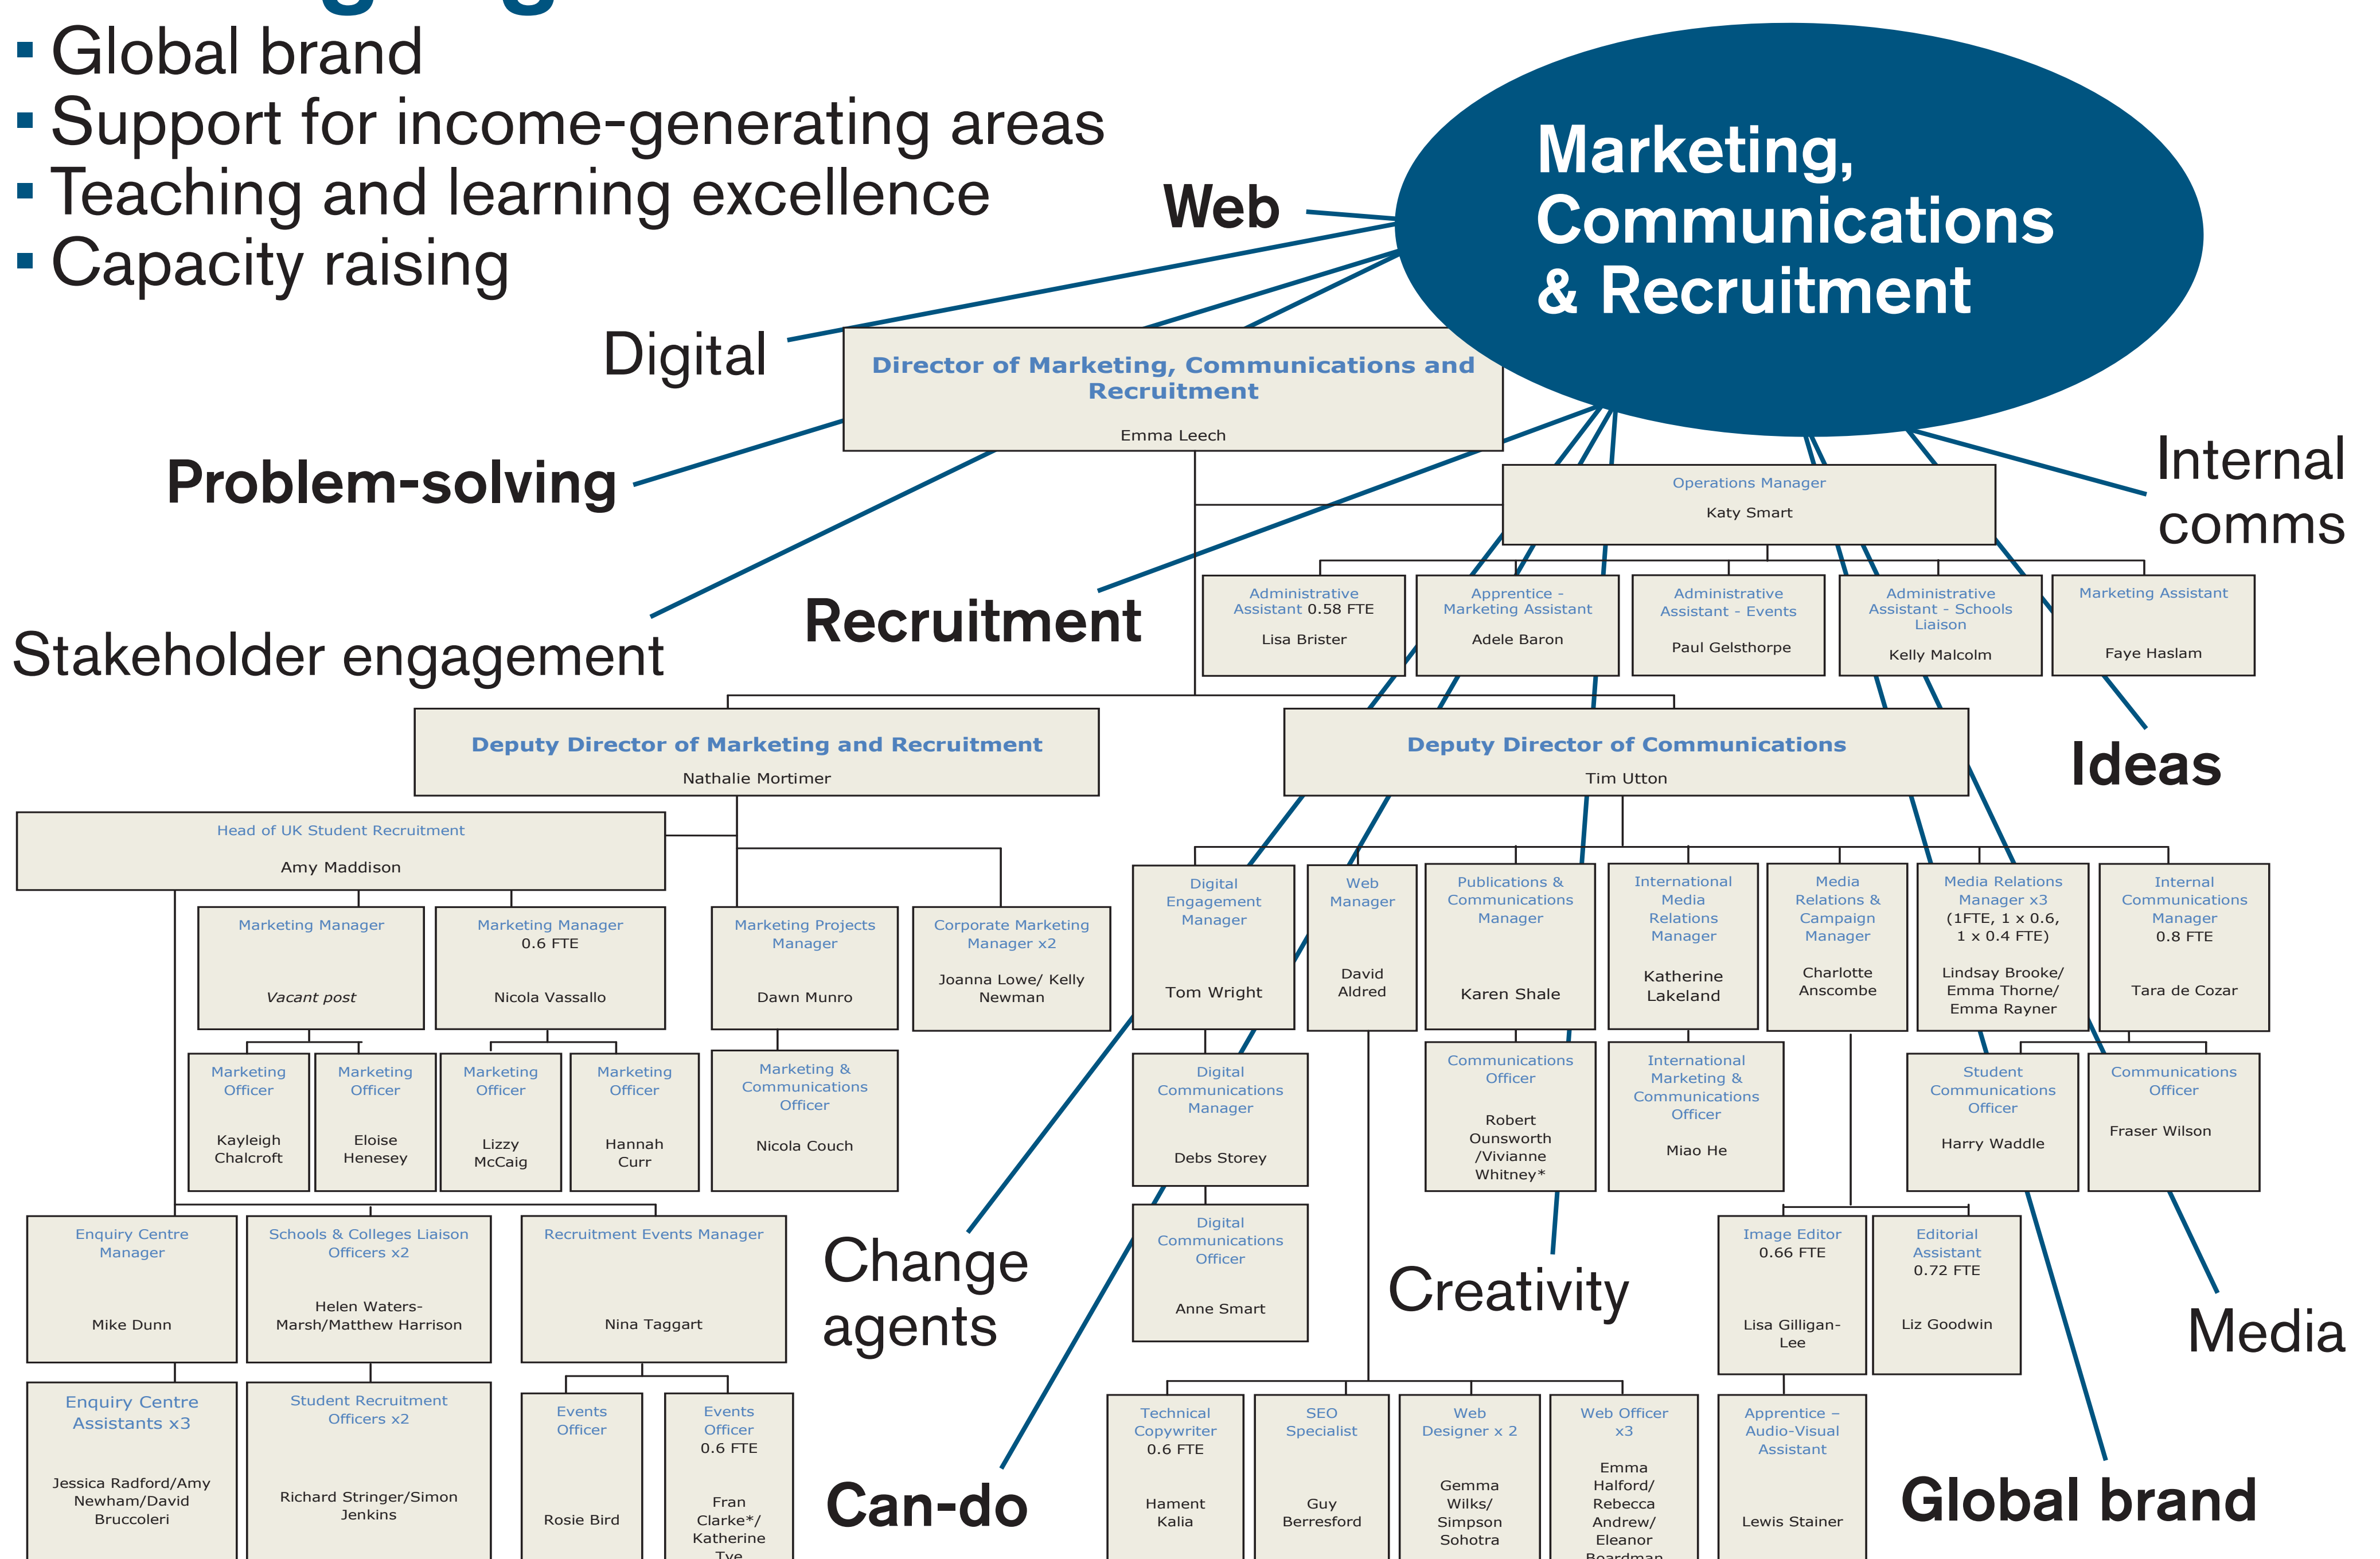 Global brand
Support for income-generating areas
Teaching and learning excellence
Capacity raising
Marketing,
Communications
& Recruitment
Web
Digital
Problem-solving
Stakeholder engagement
Recruitment
Internal
comms
Ideas
Director of Marketing, Communications and
Recruitment
Emma Leech
Operations Manager
Katy Smart
Administrative
Assistant 0.58 FTE
Lisa Brister
Apprentice -
Marketing Assistant
Adele Baron
Administrative
Assistant - Events
Paul Gelsthorpe
Administrative
Assistant - Schools
Liaison
Kelly Malcolm
Marketing Assistant
Faye Haslam
Deputy Director of Marketing and Recruitment
Nathalie Mortimer
Deputy Director of Communications
Tim Utton
Head of UK Student Recruitment
Amy Maddison
Marketing Manager
Vacant post
Marketing Manager
0.6 FTE
Nicola Vassallo
Marketing Projects
Manager
Dawn Munro
Corporate Marketing
Manager x2
Joanna Lowe/ Kelly
Newman
Digital
Engagement
Manager
Tom Wright
Web
Manager
David
Aldred
Publications &
Communications
Manager
Karen Shale
International
Media
Relations
Manager
Katherine
Lakeland
Media
Relations &
Campaign
Manager
Charlotte
Anscombe
Media Relations
Manager x3
(1FTE, 1 x 0.6,
1 x 0.4 FTE)
Lindsay Brooke/
Emma Thorne/
Emma Rayner
Internal
Communications
Manager
0.8 FTE
Tara de Cozar
Marketing
Officer
Kayleigh
Chalcroft
Marketing
Officer
Eloise
Henesey
Marketing
Officer
Lizzy
McCaig
Marketing
Officer
Hannah
Curr
Marketing &
Communications
Officer
Nicola Couch
Digital
Communications
Manager
Debs Storey
Communications
Officer
Robert
Ounsworth
/Vivianne
Whitney*
International
Marketing &
Communications
Officer
Miao He
Student
Communications
Officer
Harry Waddle
Communications
Officer
Fraser Wilson
Enquiry Centre
Manager
Mike Dunn
Schools & Colleges Liaison
Officers x2
Helen Waters-
Marsh/Matthew Harrison
Recruitment Events Manager
Nina Taggart
Change
agents
Digital
Communications
Officer
Anne Smart
Creativity
Image Editor
0.66 FTE
Lisa Gilligan-
Lee
Editorial
Assistant
0.72 FTE
Liz Goodwin
Media
Enquiry Centre
Assistants x3
Jessica Radford/Amy
Newham/David
Bruccoleri
Student Recruitment
Officers x2
Richard Stringer/Simon
Jenkins
Events
Officer
Rosie Bird
Events
Officer
0.6 FTE
Fran
Clarke*/
Katherine
Tye
Can-do
Technical
Copywriter
0.6 FTE
Hament
Kalia
SEO
Specialist
Guy
Berresford
Web
Designer x 2
Gemma
Wilks/
Simpson
Sohotra
Web Officer
x3
Emma
Halford/
Rebecca
Andrew/
Eleanor
Boardman
Apprentice –
Audio-Visual
Assistant
Lewis Stainer
Global brand